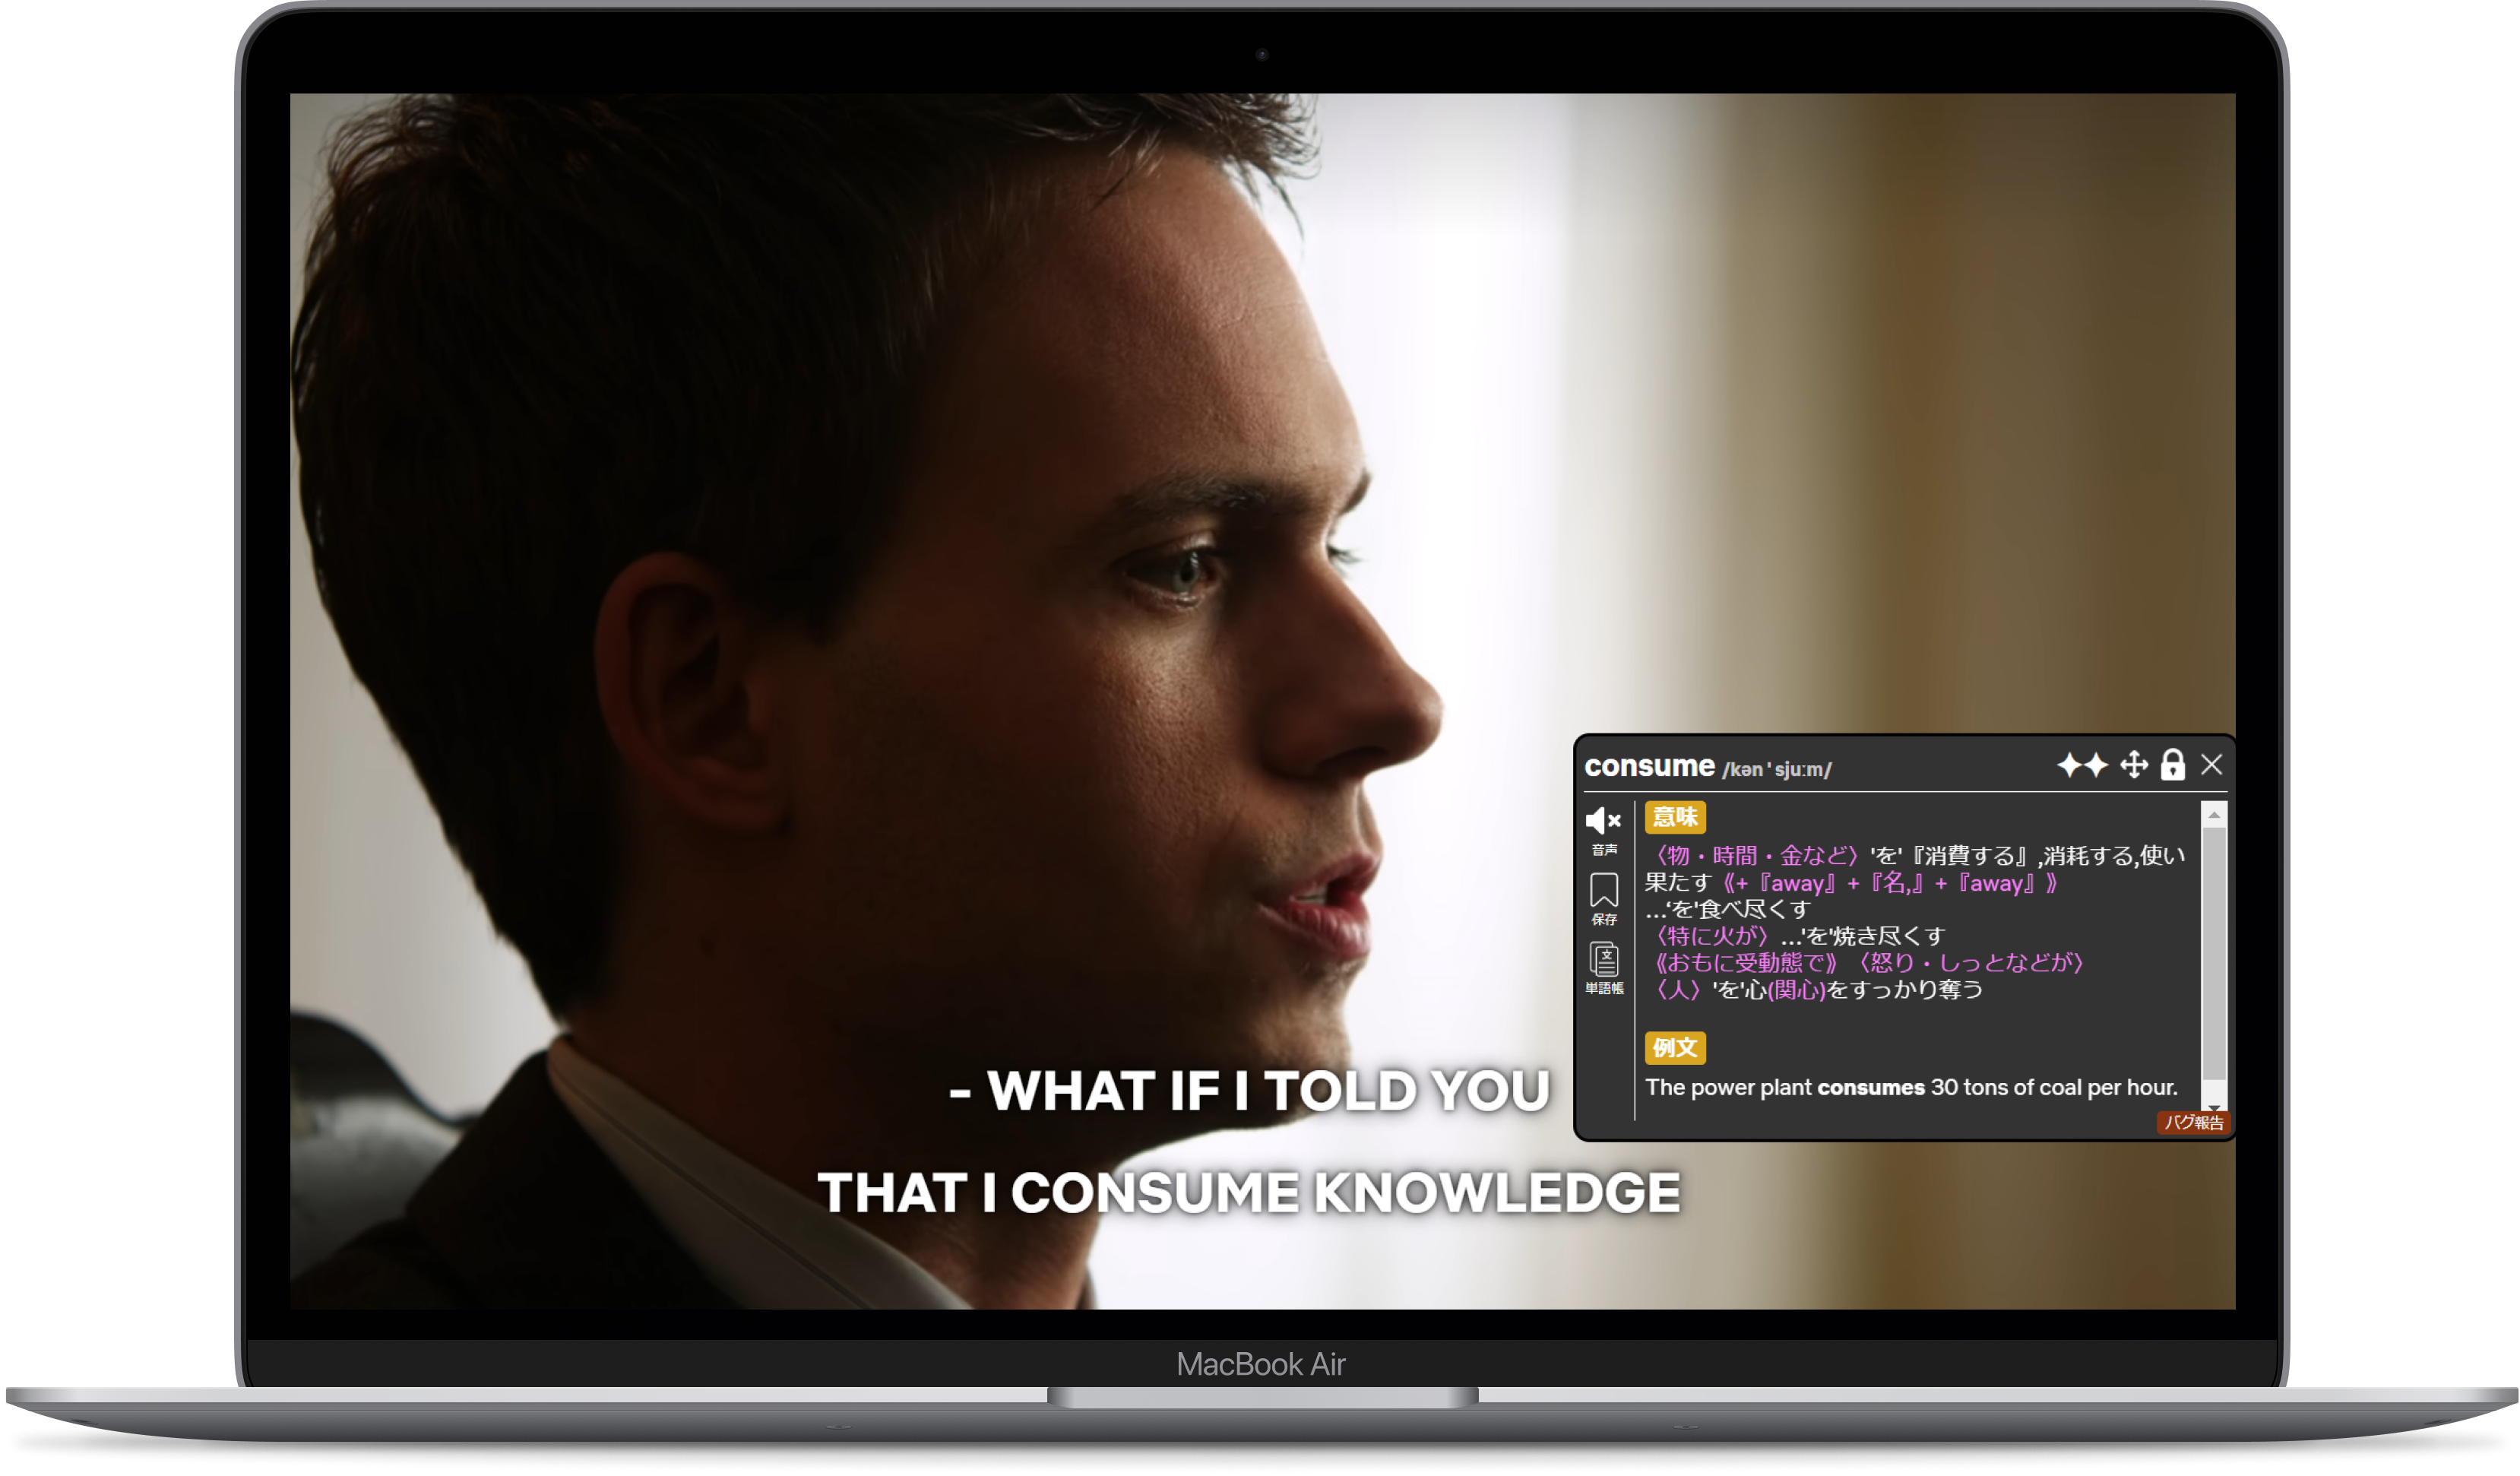 consume /kən ˈ sjuːm/
音声
保存
単語帳
意味
〈物・時間・金など〉'を'『消費する』,消耗する,使い
果たす《+『away』+『名,』+『away』》
...‘を'食べ尽くす
〈特に火が〉...'を'焼き尽くす
《おもに受動態で》〈怒り・しっとなどが〉
〈人〉'を'心(関心)をすっかり奪う
例文
The power plant consumes 30 tons of coal per hour.
バグ報告
- WHAT IF I TOLD YOU
THAT I CONSUME KNOWLEDGE
MacBook Air